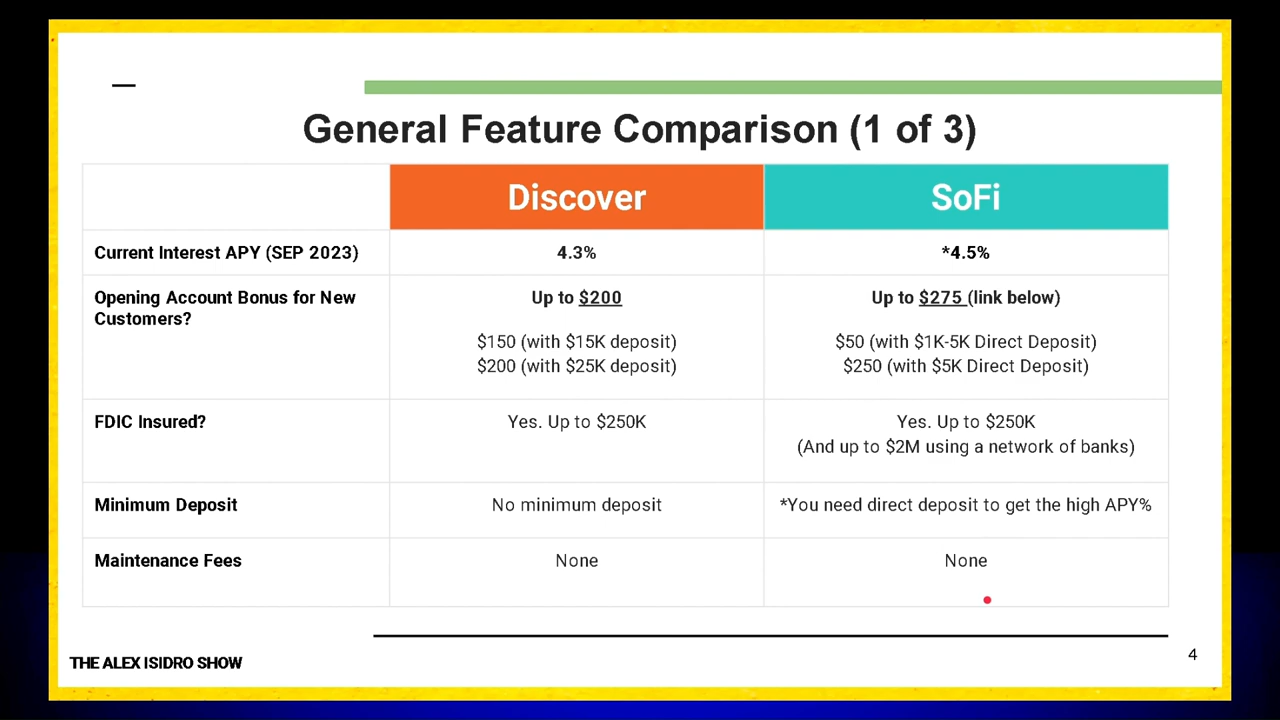 General Feature Comparison (1 of 3)
Discover
SoFi
Current Interest APY (SEP 2023)
4.3%
*4.5%
Opening Account Bonus for New
Customers?
Up to $200
$150 (with $15K deposit)
$200 (with $25K deposit)
Up to $275 (link below)
$50 (with $1K-5K Direct Deposit)
$250 (with $5K Direct Deposit)
FDIC Insured?
Yes. Up to $250K
Yes. Up to $250K
(And up to $2M using a network of banks)
Minimum Deposit
No minimum deposit
*You need direct deposit to get the high APY%
Maintenance Fees
None
None
THE ALEX ISIDRO SHOW
4